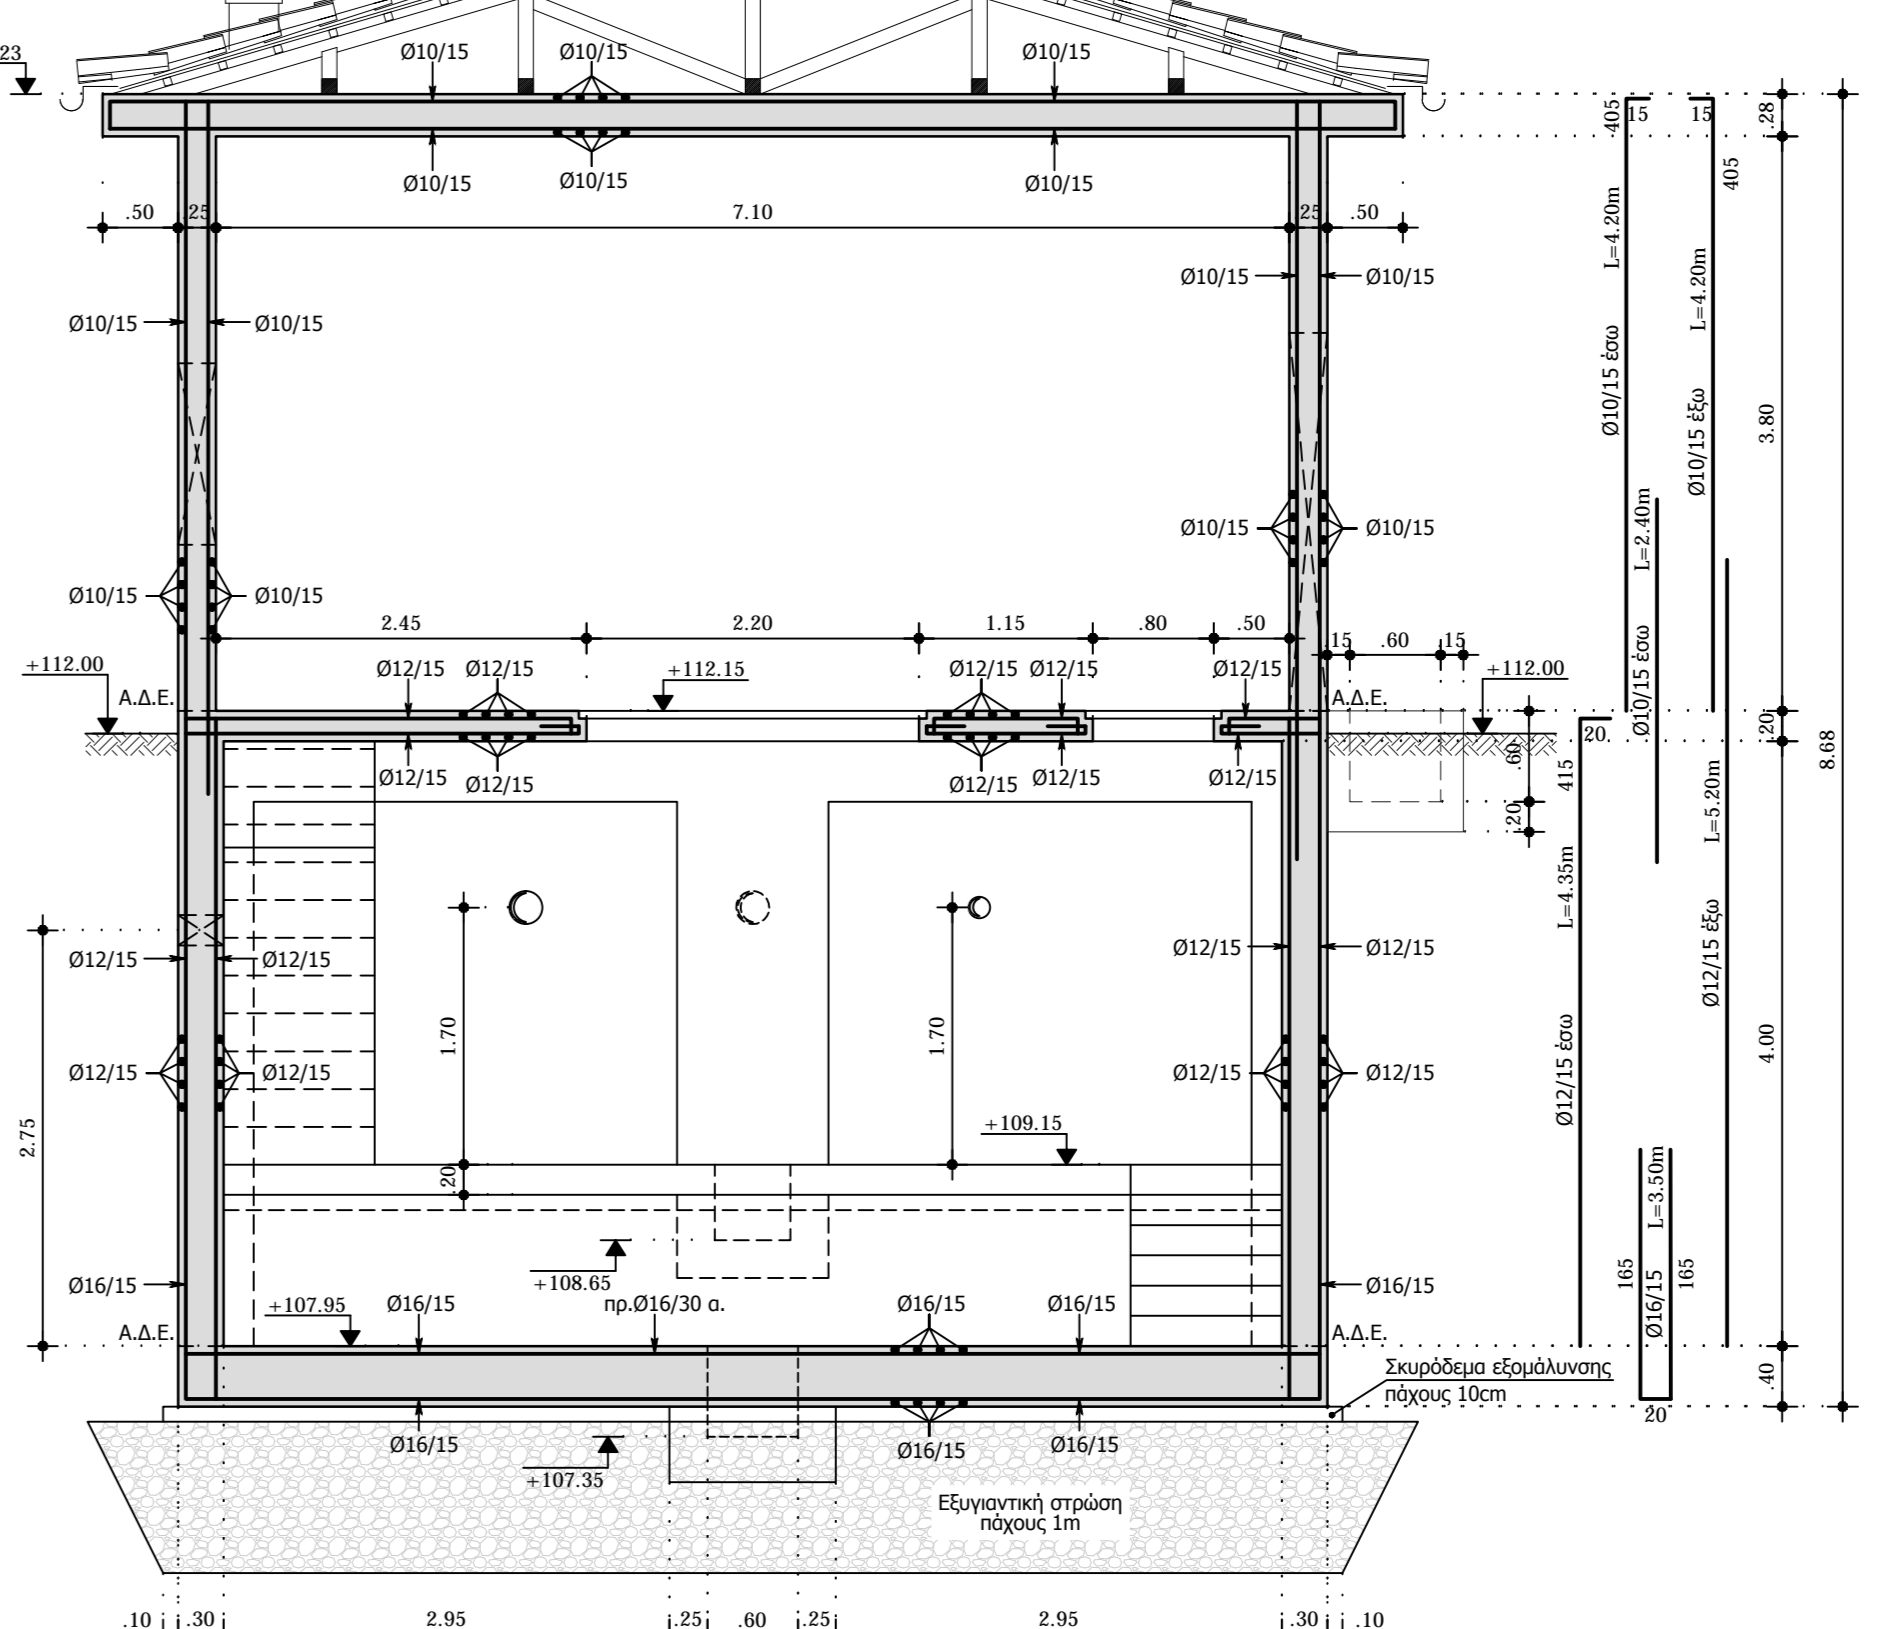 23
Ø10/15
Ø10/15
Ø10/15
Ø10/15
Ø10/15
Ø10/15
405
15
15
405
.28
.50
.25
7.10
.25
.50
L=4.20m
L=4.20m
Ø10/15
Ø10/15
Ø10/15
Ø10/15
Ø10/15 έσω
Ø10/15 έξω
3.80
8.68
Ø10/15
Ø10/15
L=2.40m
Ø10/15
Ø10/15
2.45
2.20
1.15
.80
.50
.15
.60
.15
Ø10/15 έσω
+112.00
Α.Δ.Ε.
Ø12/15
Ø12/15
+112.15
Ø12/15
Ø12/15
Ø12/15
+112.00
Α.Δ.Ε.
20
.20
.60
.20
Ø12/15
Ø12/15
Ø12/15
Ø12/15
Ø12/15
415
L=5.20m
L=4.35m
Ø12/15
Ø12/15
Ø12/15
Ø12/15
Ø12/15 έξω
1.70
1.70
4.00
Ø12/15
Ø12/15
Ø12/15
Ø12/15
Ø12/15 έσω
2.75
+109.15
.20
L=3.50m
+108.65
165
165
Ø16/15
Ø16/15
Ø16/15
+107.95
Ø16/15
πρ.Ø16/30 α.
Ø16/15
Ø16/15
Α.Δ.Ε.
Α.Δ.Ε.
Σκυρόδεμα εξομάλυνσης
πάχους 10cm
.40
20
Ø16/15
Ø16/15
Ø16/15
+107.35
Εξυγιαντική στρώση
πάχους 1m
.10
.30
2.95
.25
.60
.25
2.95
.30
.10